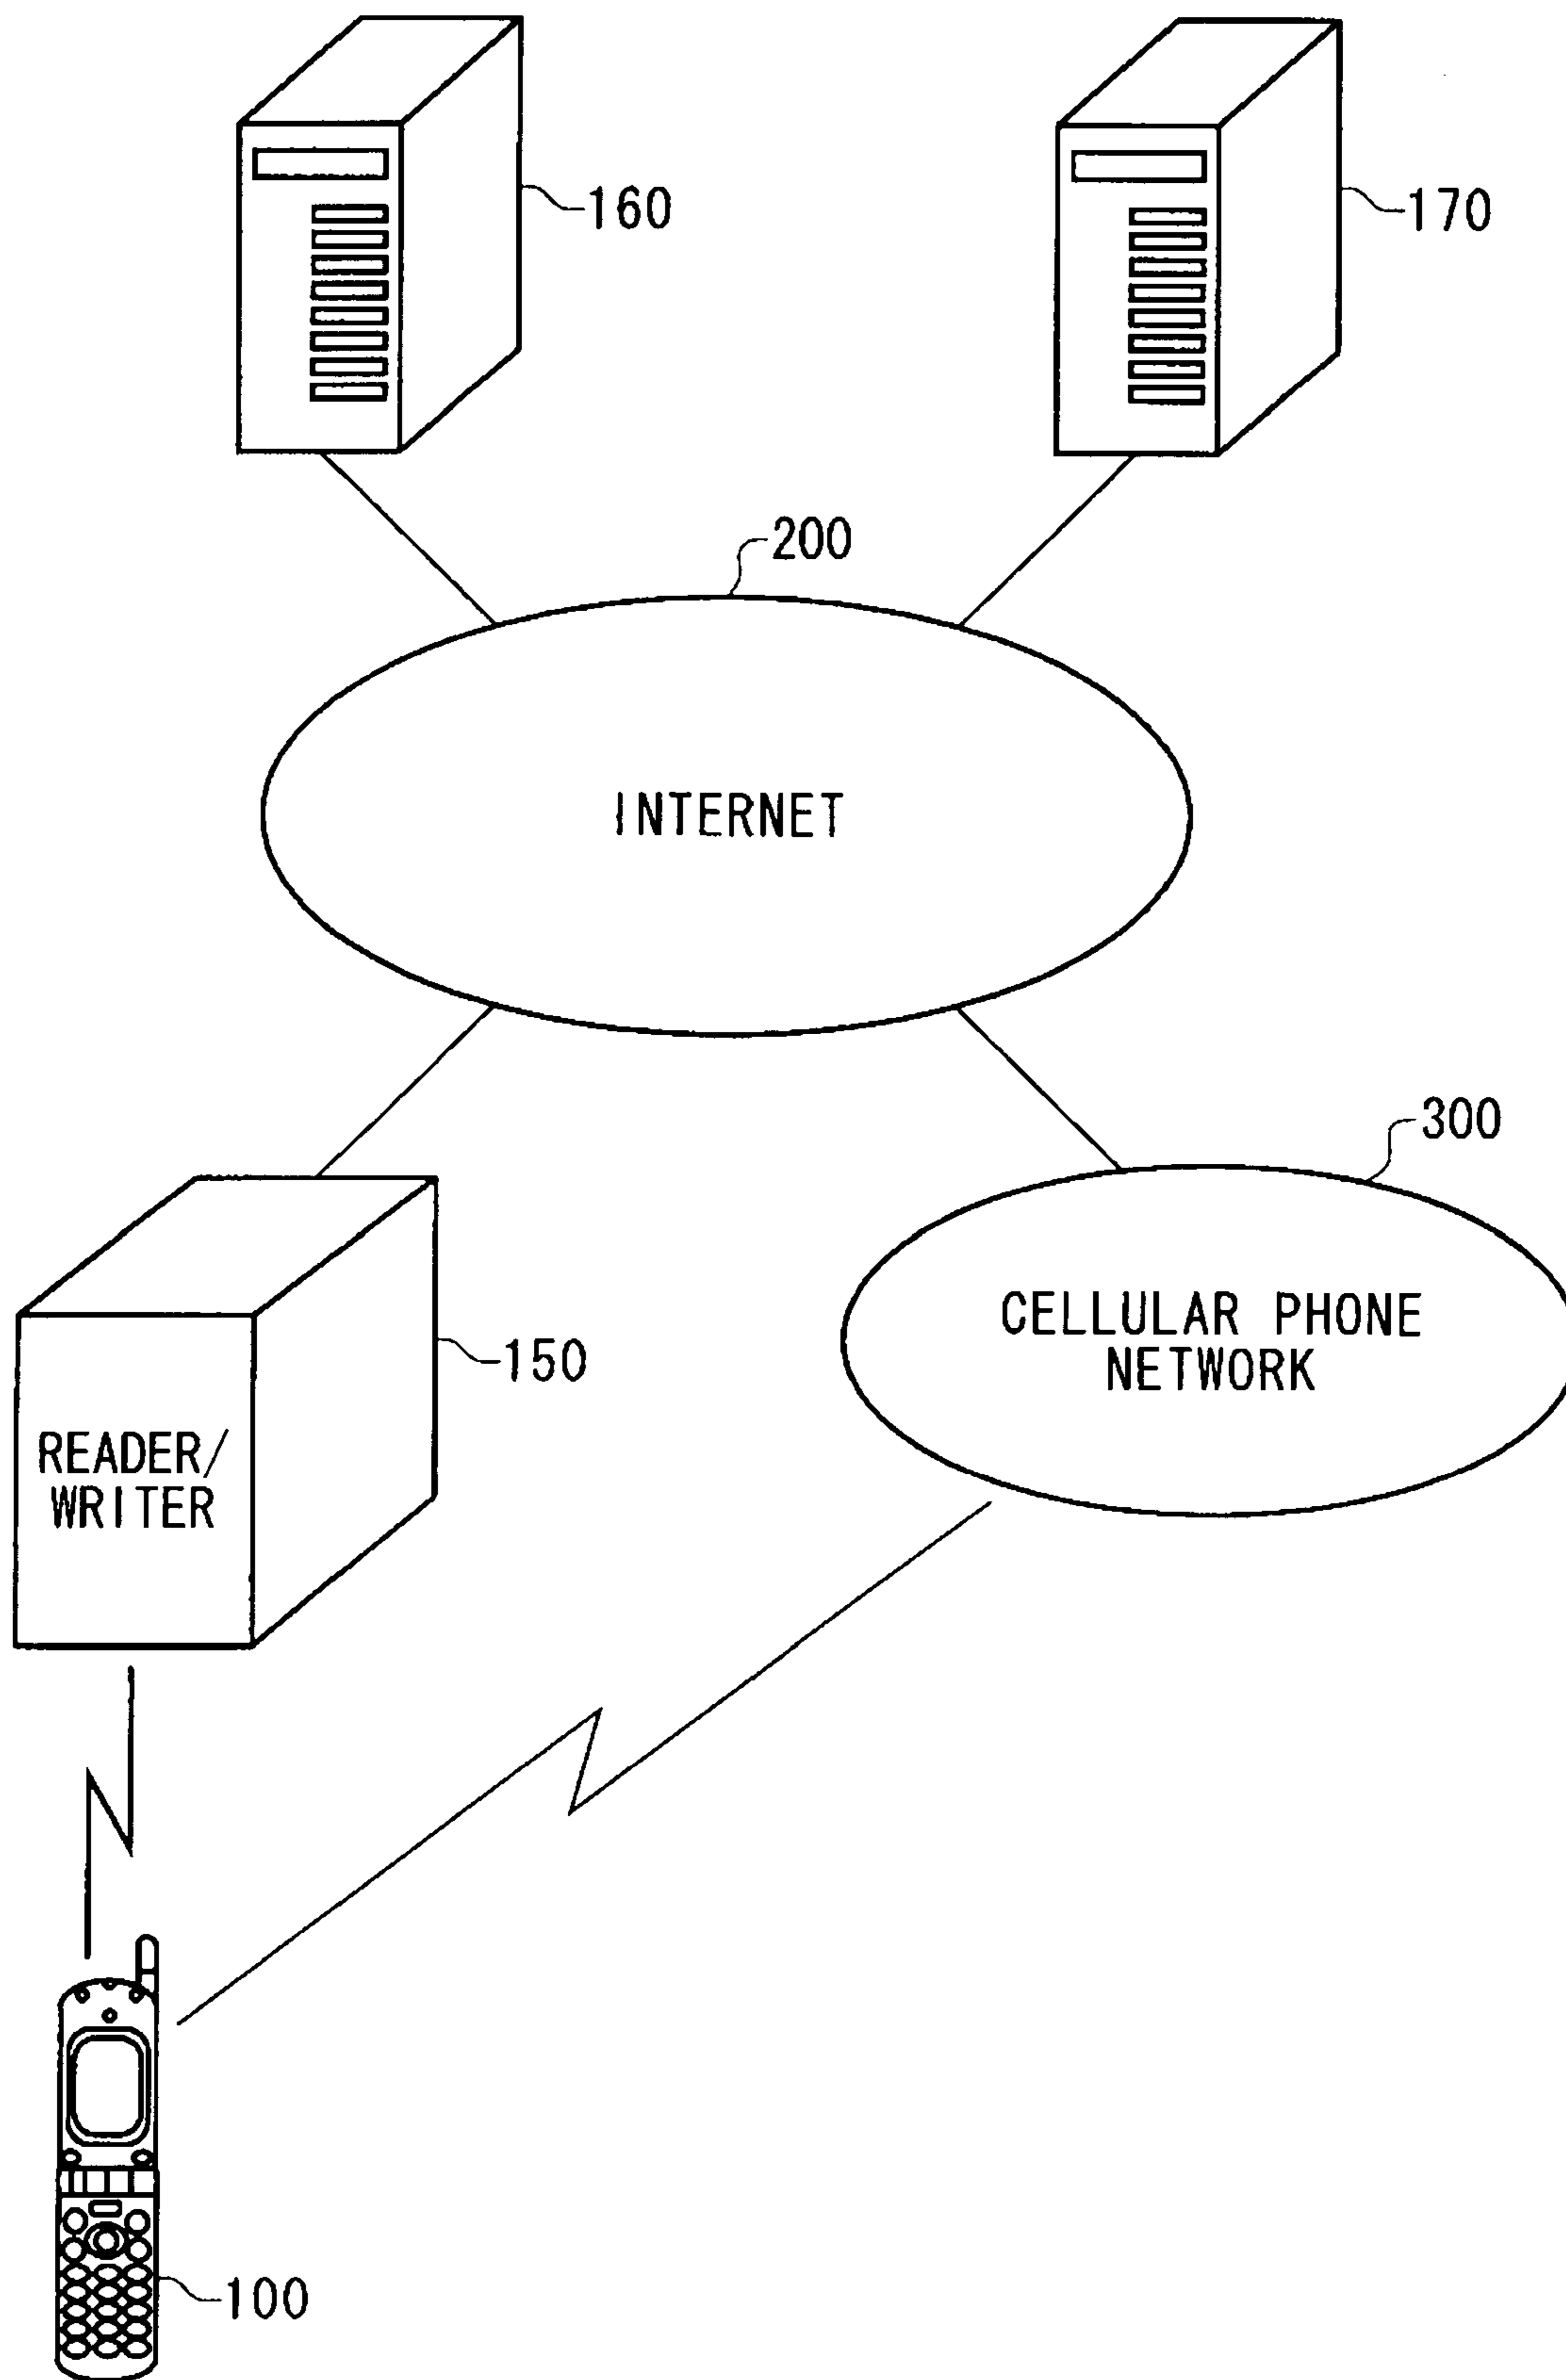 160
170
200
INTERNET
300
CELLULAR PHONE
NETWORK
150
READER/
WRITER
100